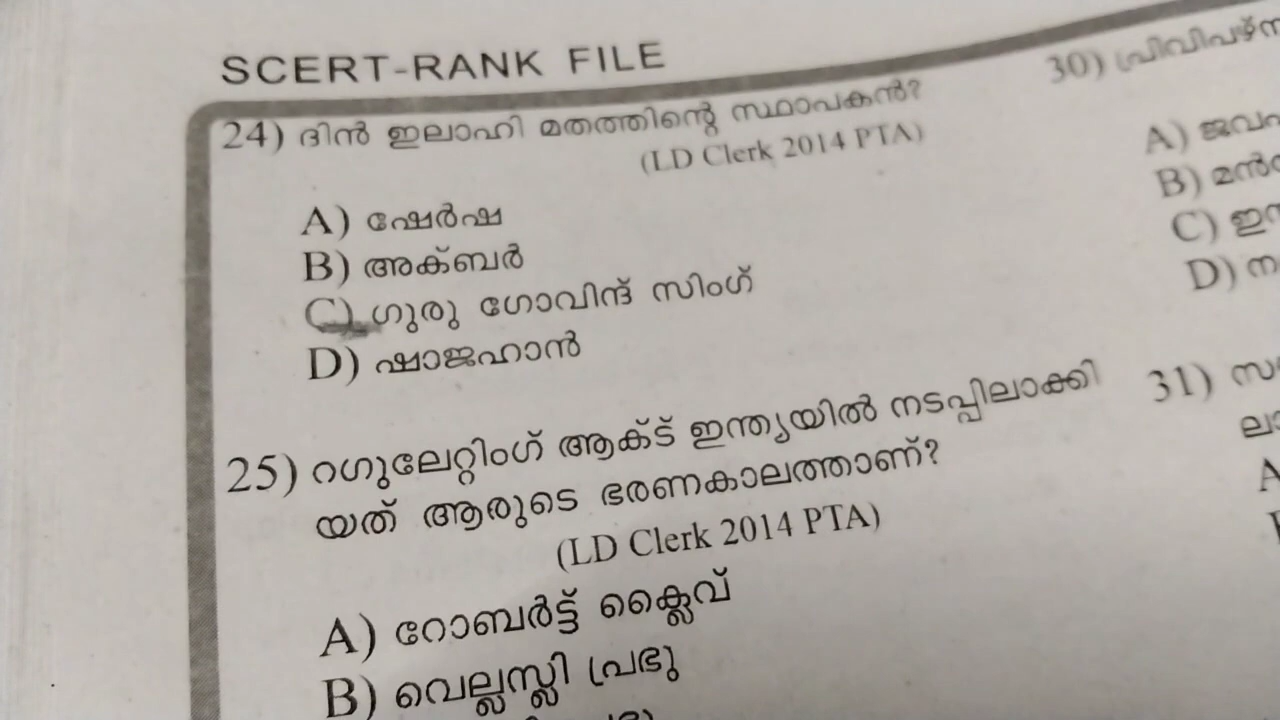 SCERT-RANK FILE
24) ദിൻ ഇലാഹി മതത്തിന്റെ സ്ഥാപകൻ?
(LD Clerk 2014 PTA)
A) ഷേർഷ
B) അക്ബർ
C) ഗുരു ഗോവിന്ദ് സിംഗ്
D) ഷാജഹാൻ
25) റഗുലേറ്റിംഗ് ആക്ട് ഇന്ത്യയിൽ നടപ്പിലാക്കി
യത് ആരുടെ ഭരണകാലത്താണ്?
(LD Clerk 2014 PTA)
A) റോബർട്ട് ക്ലൈവ്
B) വെല്ലസ്ലി പ്രഭു
30)
A)
B)
C)
D)
31)